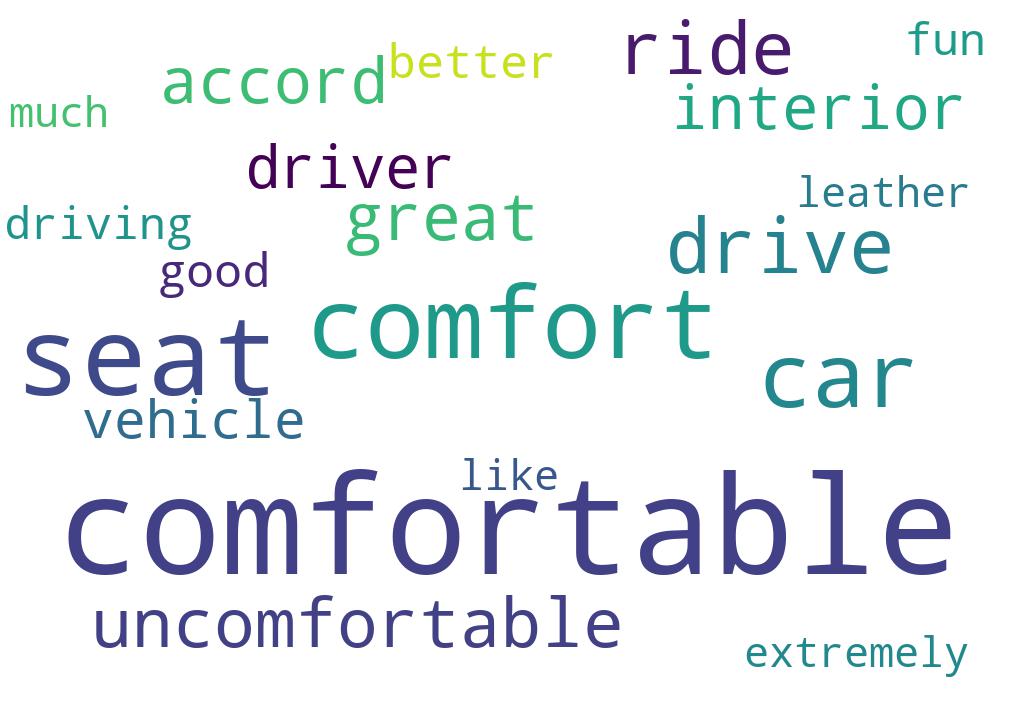 ride
fun
better
accord
interior
much
driver
leather
great
driving
drive
good
comfort
seat
car
vehicle
like
comfortable
uncomfortable
extremely